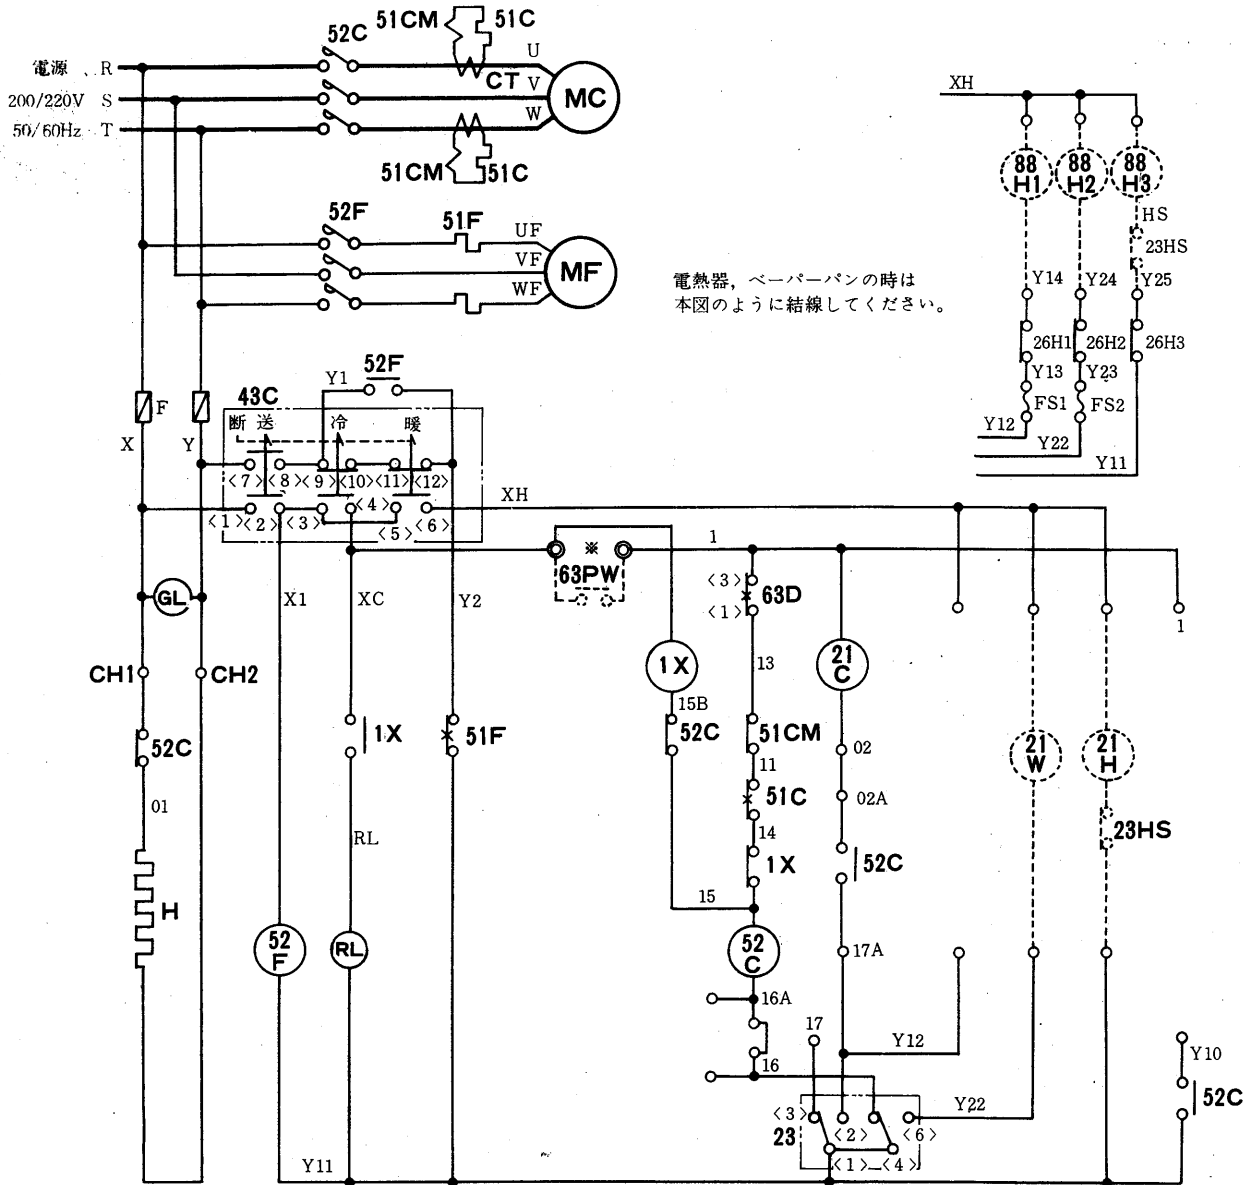 51CM 51C
52C
U
電源 R
CT V
MC
200/220V S
W
50/60Hz T
51CM 51C
XH
88 H1
88 H2
88 H3
52F
51F
UF
HS
VF
MF
23HS
WF
電熱器，ペーパーパンの時は
本図のように結線してください。
Y14 Y24 Y25
26H1 26H2 26H3
Y13 Y23
FS1 FS2
Y12
Y22
Y11
52F
Y1
43C
F
断 送 冷 暖
X Y
<7> <8> <9> <10> <11> <12>
<1> <2> <3> <4> <5> <6>
XH
1
※
63PW
<3>
63D
<1>
GL
X1 XC Y2
1
1X
21 C
13
CH1 CH2
15B
52C
1X
51F
52C
51CM
02
21 W
21 H
11
51C
02A
01
23HS
RL
14
1X
52C
H
15
52 F
RL
52 C
17A
16A
17
Y12
Y10
16
52C
<3>
<2>
<6>
Y22
23
<1> <4>
Y11